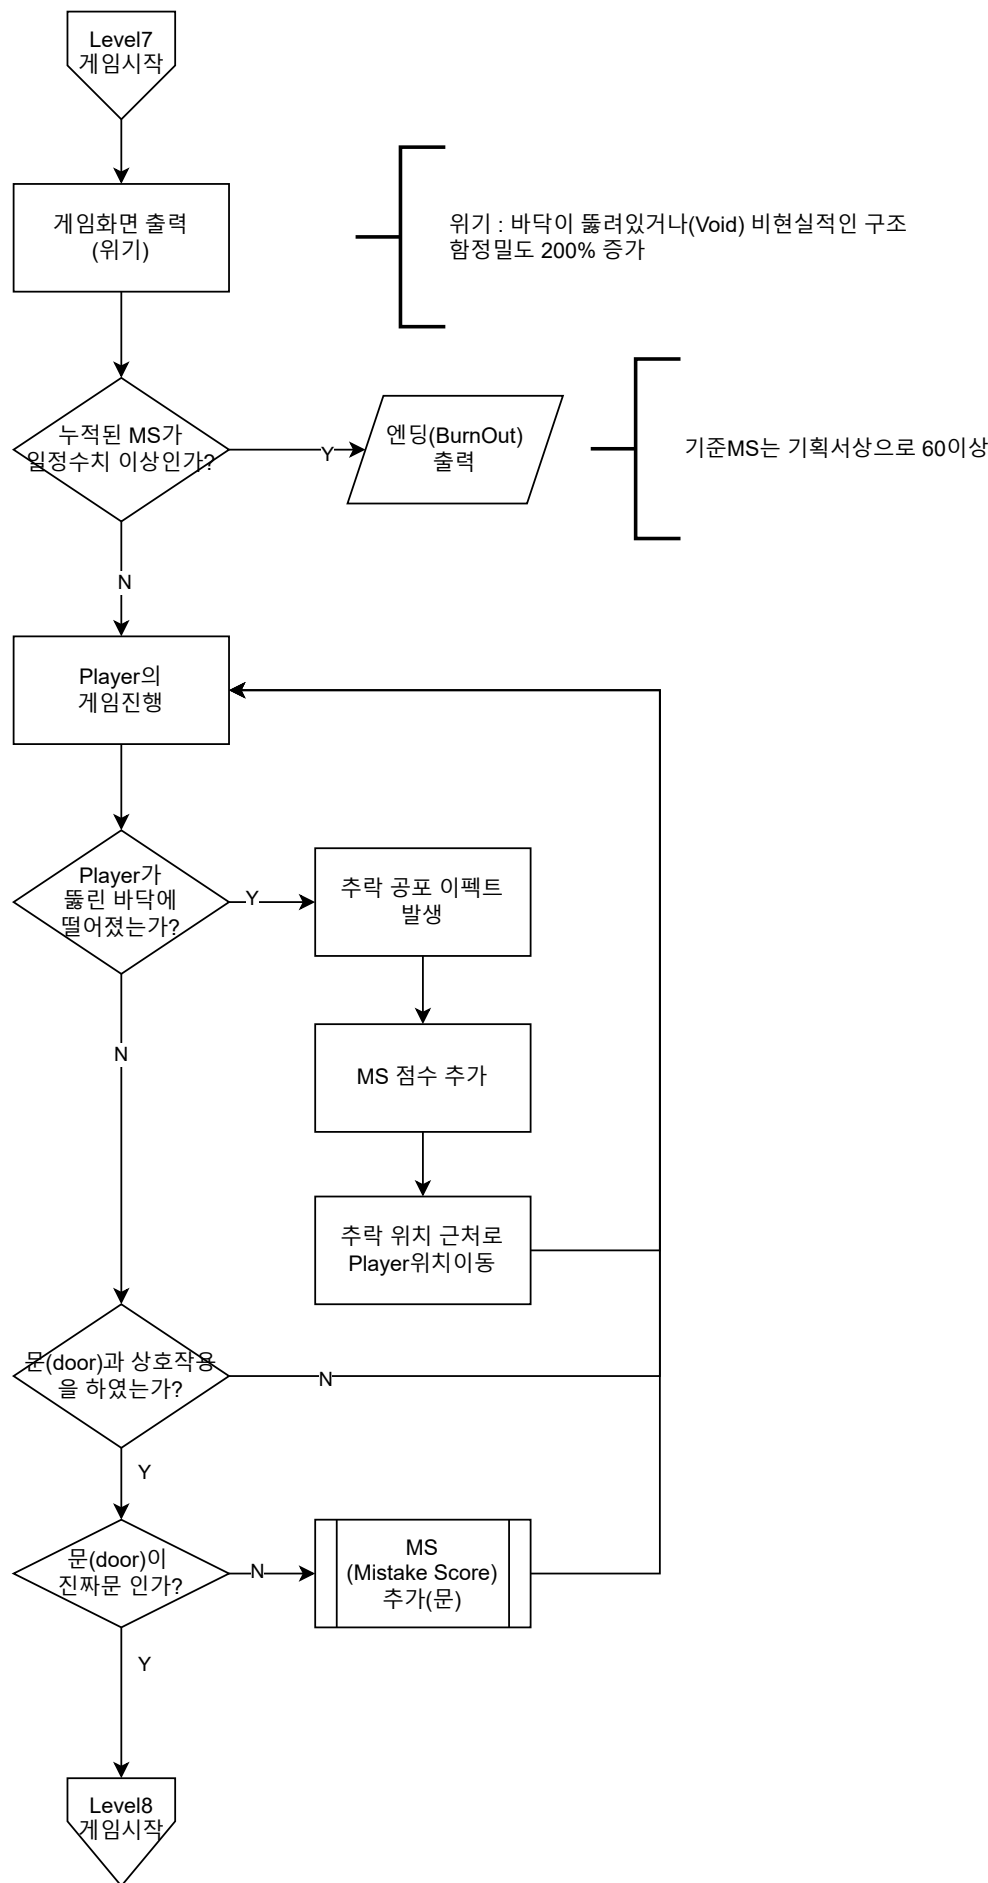 Level7
게임시작
게임화면 출력
(위기)
위기 : 바닥이 뚫려있거나(Void) 비현실적인 구조
함정밀도 200% 증가
누적된 MS가
일정수치 이상인가?
Y
엔딩(BurnOut)
출력
기준MS는 기획서상으로 60이상
N
Player의
게임진행
Player가
뚫린 바닥에
떨어졌는가?
Y
추락 공포 이펙트
발생
N
MS 점수 추가
추락 위치 근처로
Player위치이동
문(door)과 상호작용
을 하였는가?
N
Y
문(door)이
진짜문 인가?
N
MS
(Mistake Score)
추가(문)
Y
Level8
게임시작